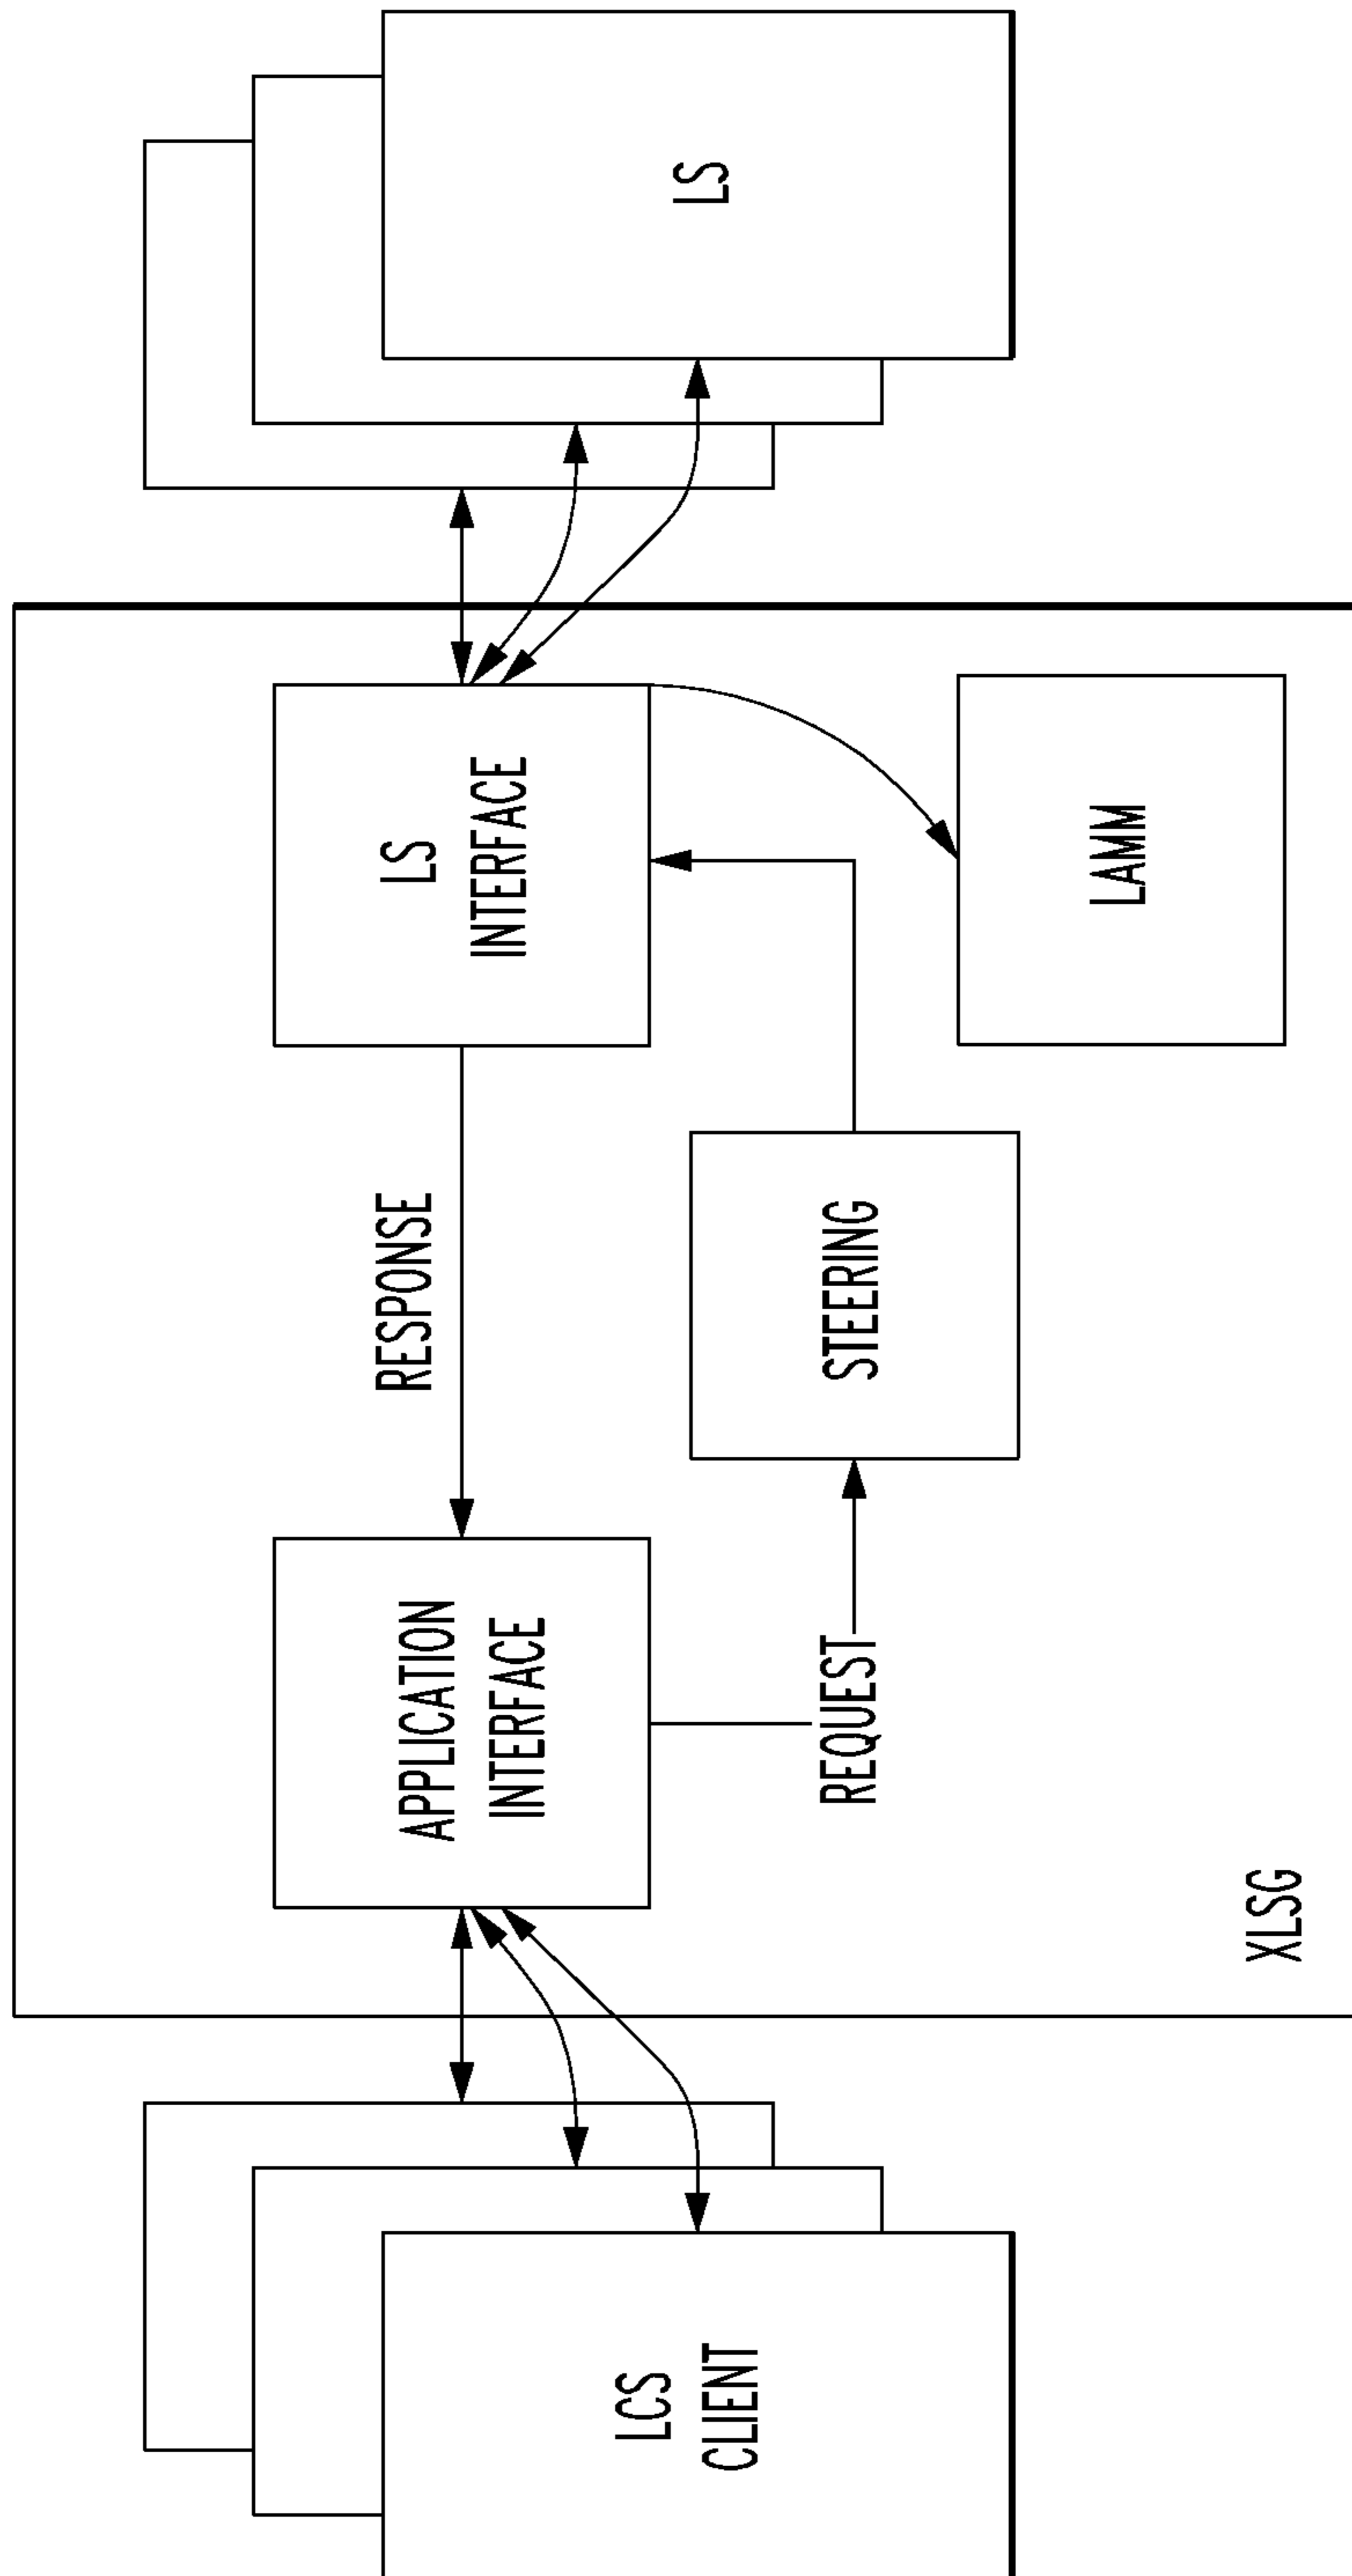 LCS
CLIENT
APPLICATION
INTERFACE
RESPONSE
LS
INTERFACE
LS
REQUEST
STEERING
LAMM
XLSG